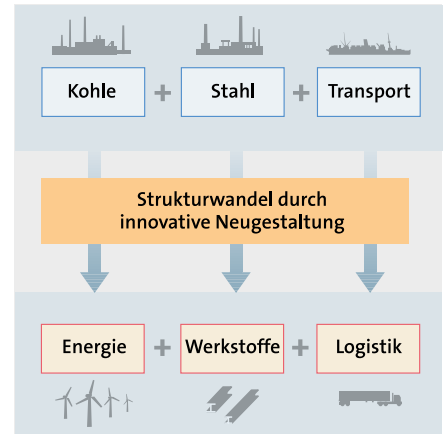 Kohle + Stahl + Transport
Strukturwandel durch
innovative Neugestaltung
Energie + Werkstoffe + Logistik